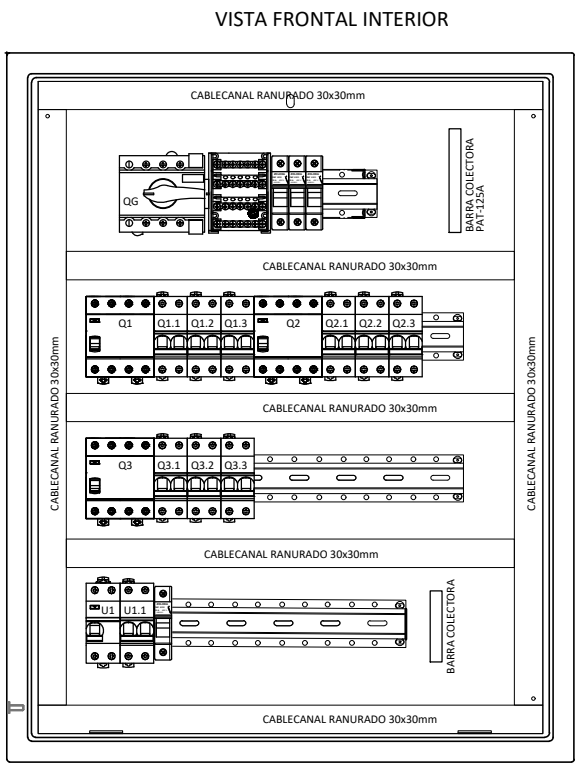 VISTA FRONTAL INTERIOR
CABLECANAL RANURADO 30x30mm
QG
BARRA COLECTORA
PAT-125A
CABLECANAL RANURADO 30x30mm
Q1 Q1.1 Q1.2 Q1.3 Q2 Q2.1 Q2.2 Q2.3
CABLECANAL RANURADO 30x30mm
CABLECANAL RANURADO 30x30mm
CABLECANAL RANURADO 30x30mm
Q3 Q3.1 Q3.2 Q3.3
CABLECANAL RANURADO 30x30mm
U1 U1.1
BARRA COLECTORA
CABLECANAL RANURADO 30x30mm